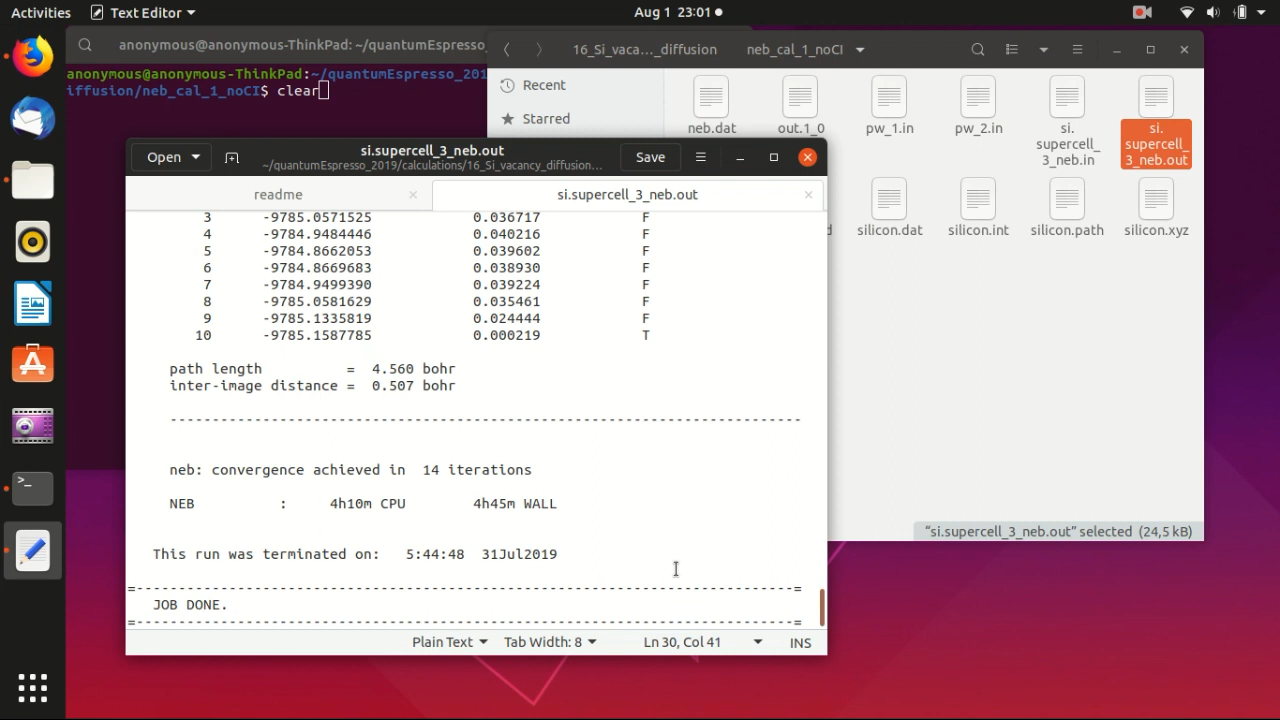 Activities
Text Editor
Aug 1 23:01
anonymous@anonymous-ThinkPad: ~/quantumEspresso_
anonymous@anonymous-ThinkPad:~/quantumEspresso_201
iffusion/neb_cal_1_noCI$ clear
16_Si_vaca…_diffusion
neb_cal_1_noCI
Recent
Starred
neb.dat
out.1_0
pw_1.in
pw_2.in
si.
supercell_
3_neb.in
si.
supercell_
3_neb.out
d
silicon.dat
silicon.int
silicon.path
silicon.xyz
"si.supercell_3_neb.out" selected (24,5 kB)
Open
si.supercell_3_neb.out
~/quantumEspresso_2019/calculations/16_Si_vacancy_diffusion…
Save
readme
si.supercell_3_neb.out
3 -9785.0571525 0.036717 F
4 -9784.9484446 0.040216 F
5 -9784.8662053 0.039602 F
6 -9784.8669683 0.038930 F
7 -9784.9499390 0.039224 F
8 -9785.0581629 0.035461 F
9 -9785.1335819 0.024444 F
10 -9785.1587785 0.000219 T
path length = 4.560 bohr
inter-image distance = 0.507 bohr
---------------------------------------------------------------------------
neb: convergence achieved in 14 iterations
NEB : 4h10m CPU 4h45m WALL
This run was terminated on: 5:44:48 31Jul2019
=------------------------------------------------------------------------------=
JOB DONE.
=------------------------------------------------------------------------------=
Plain Text
Tab Width: 8
Ln 30, Col 41
INS